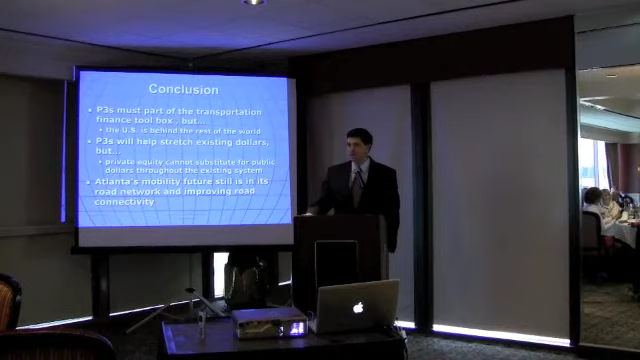 Conclusion
P3s must part of the transportation
finance tool box, but...
the U.S. is behind the rest of the world
P3s will help stretch existing dollars,
but...
private equity cannot substitute for public
dollars throughout the existing system
Atlanta's mobility future still is in its
road network and improving road
connectivity